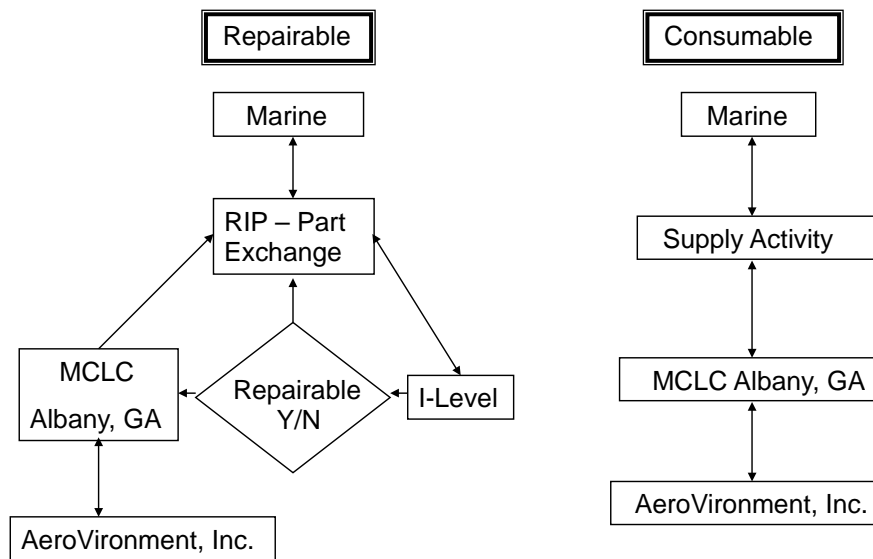 Repairable
Marine
RIP – Part
Exchange
MCLC
Albany, GA
Repairable
Y/N
I-Level
AeroVironment, Inc.
Consumable
Marine
Supply Activity
MCLC Albany, GA
AeroVironment, Inc.